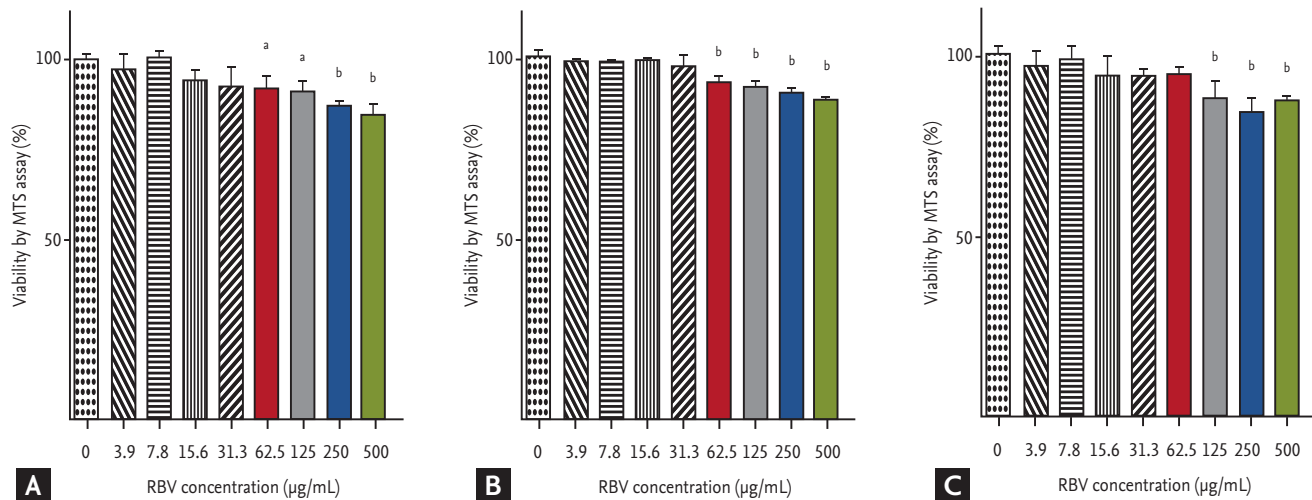 100
50
Viability by MTS assay (%)
a
a
b
b
0 3.9 7.8 15.6 31.3 62.5 125 250 500
RBV concentration (µg/mL)
A
100
50
Viability by MTS assay (%)
b
b
b
b
0 3.9 7.8 15.6 31.3 62.5 125 250 500
RBV concentration (µg/mL)
B
100
50
Viability by MTS assay (%)
b
b
b
0 3.9 7.8 15.6 31.3 62.5 125 250 500
RBV concentration (µg/mL)
C